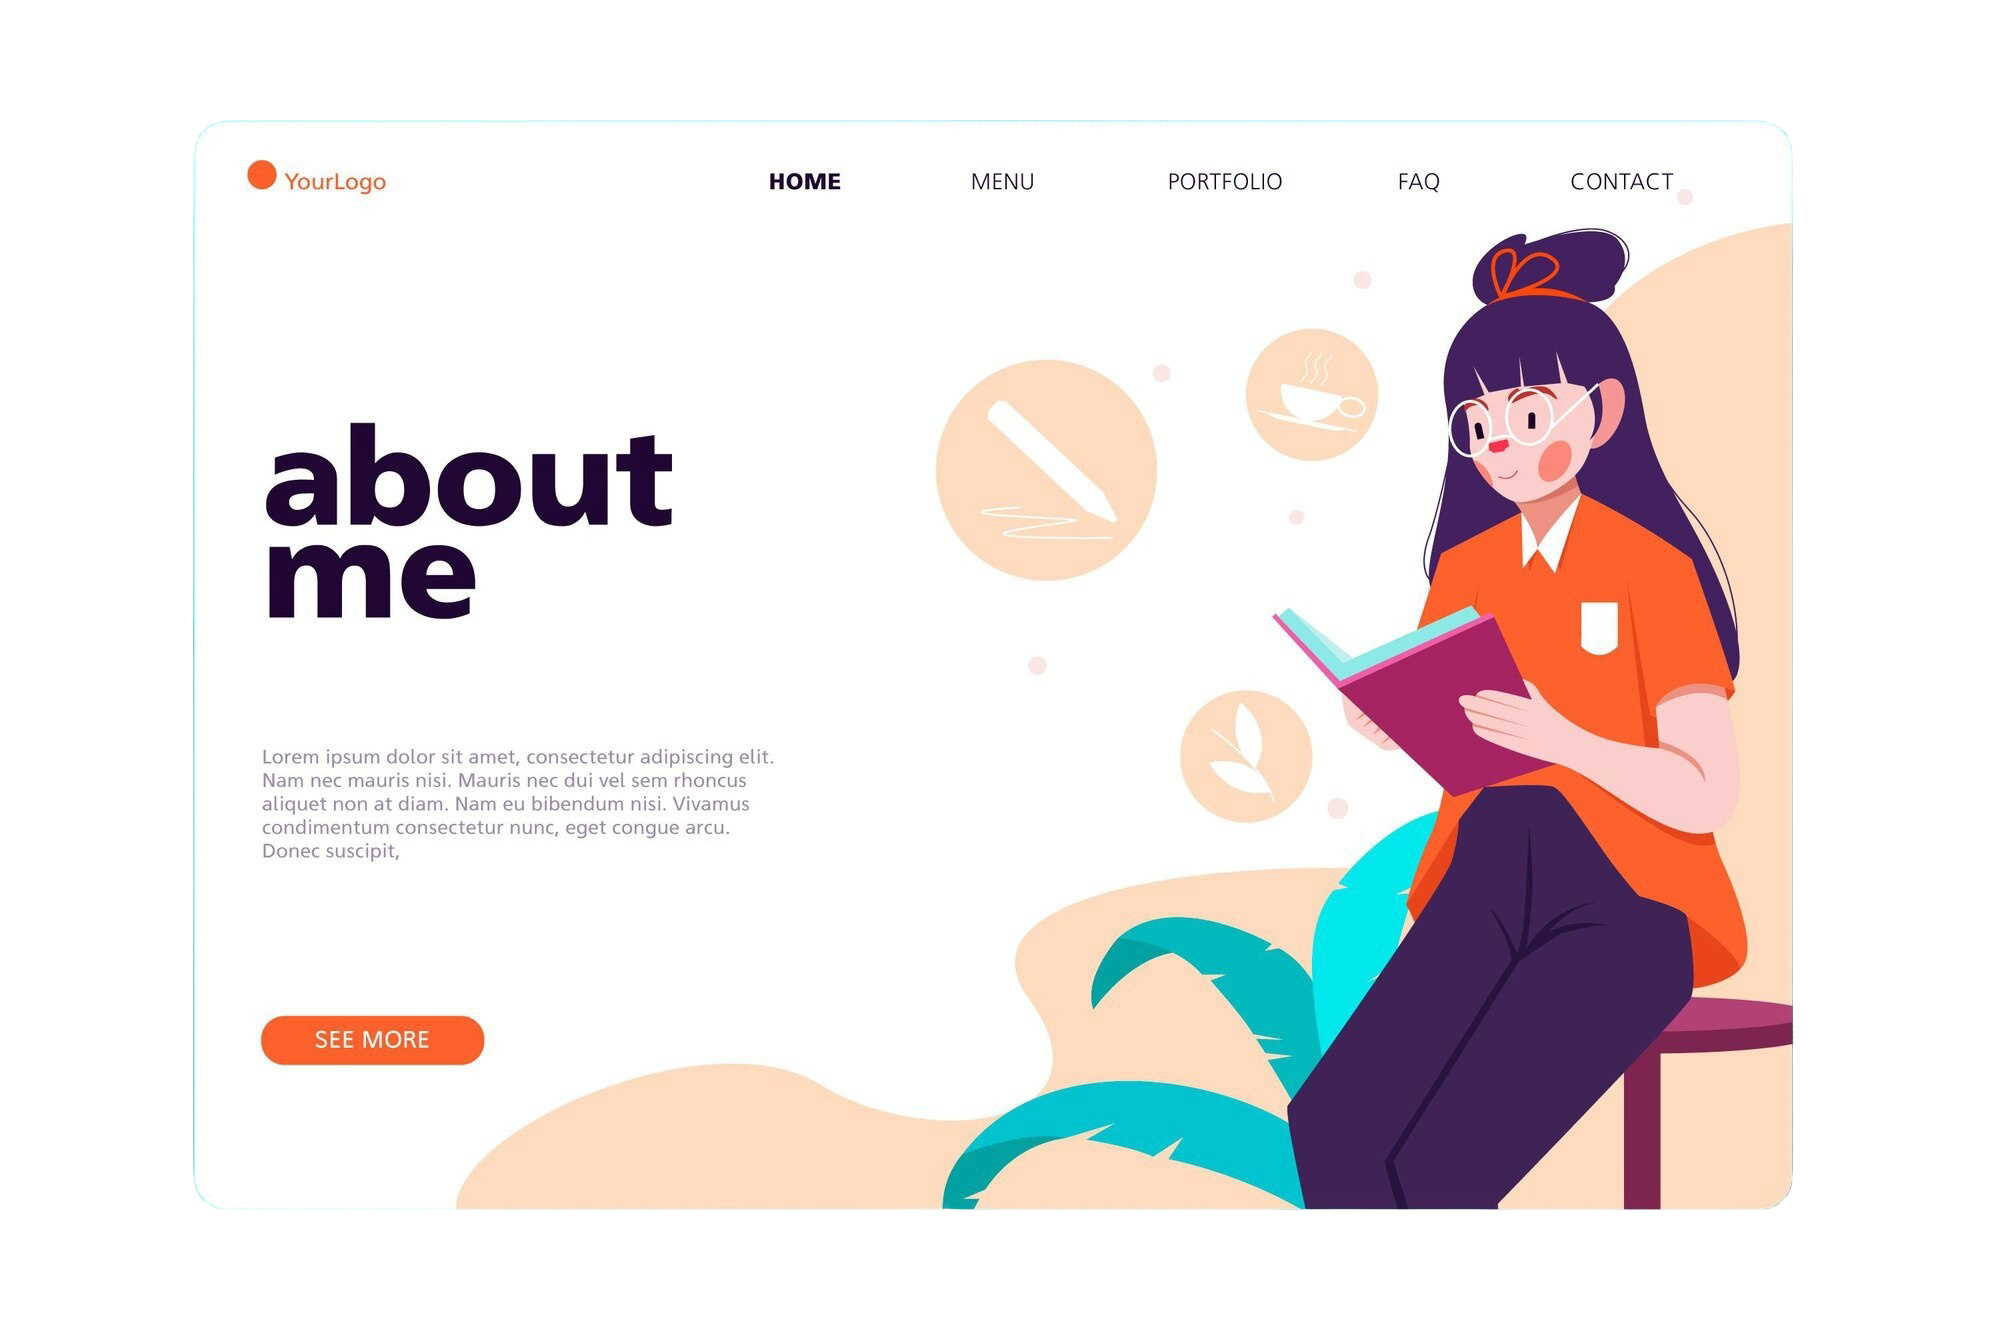 YourLogo
HOME MENU PORTFOLIO FAQ CONTACT
about
me
Lorem ipsum dolor sit amet, consectetur adipiscing elit.
Nam nec mauris nisi. Mauris nec dui vel sem rhoncus
aliquet non at diam. Nam eu bibendum nisi. Vivamus
condimentum consectetur nunc, eget congue arcu.
Donec suscipit,
SEE MORE